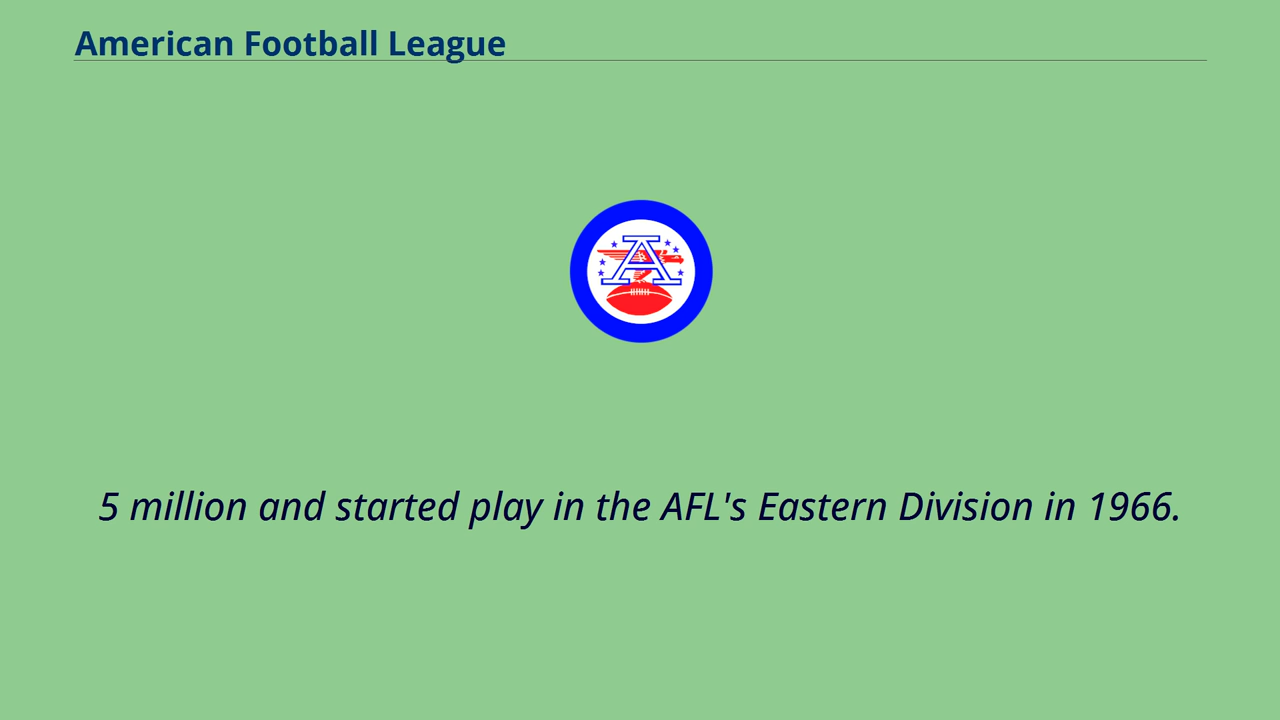 American Football League
A
5 million and started play in the AFL's Eastern Division in 1966.